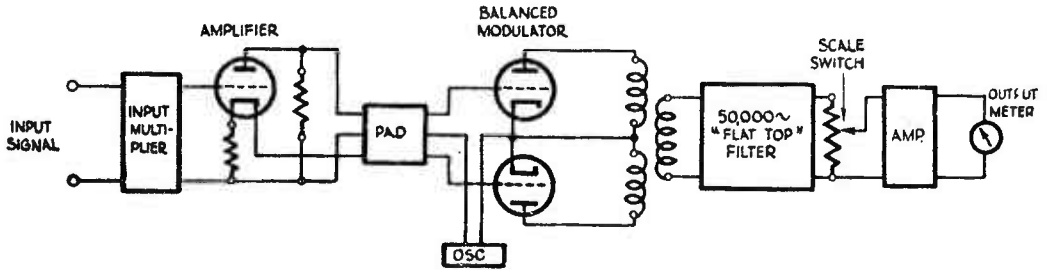 AMPLIFIER
BALANCED
MODULATOR
SCALE
SWITCH
INPUT
SIGNAL
INPUT
MULTI-
PLIER
PAD
OSC
50,000~
"FLAT TOP"
FILTER
AMP.
OUTPUT
METER